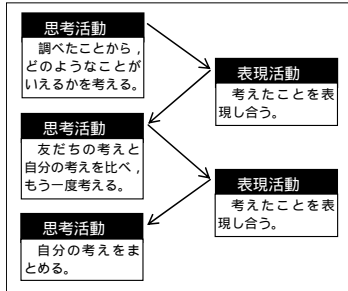 思考活動
調べたことから，
どのようなことが
いえるかを考える。
表現活動
考えたことを表
現し合う。
思考活動
友だちの考えと
自分の考えを比べ，
もう一度考える。
表現活動
考えたことを表
現し合う。
思考活動
自分の考えをま
とめる。